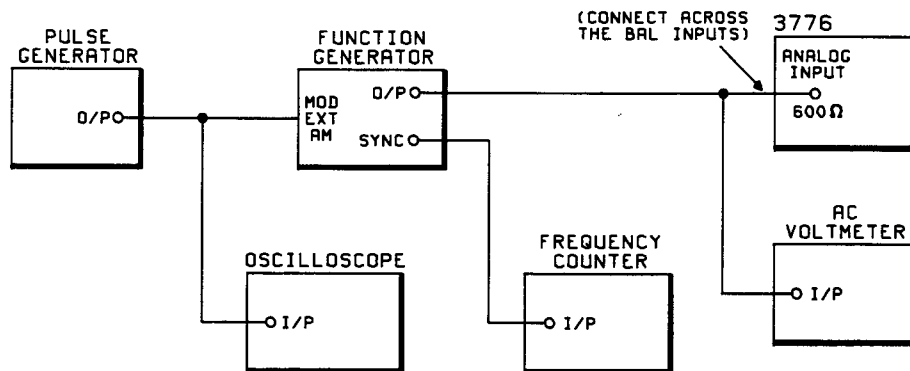 (CONNECT ACROSS
THE BAL INPUTS)
3776
PULSE
GENERATOR
FUNCTION
GENERATOR
ANALOG
INPUT
600Ω
O/P
MOD
EXT
AM
O/P
SYNC
OSCILLOSCOPE
I/P
FREQUENCY
COUNTER
I/P
AC
VOLTMETER
I/P